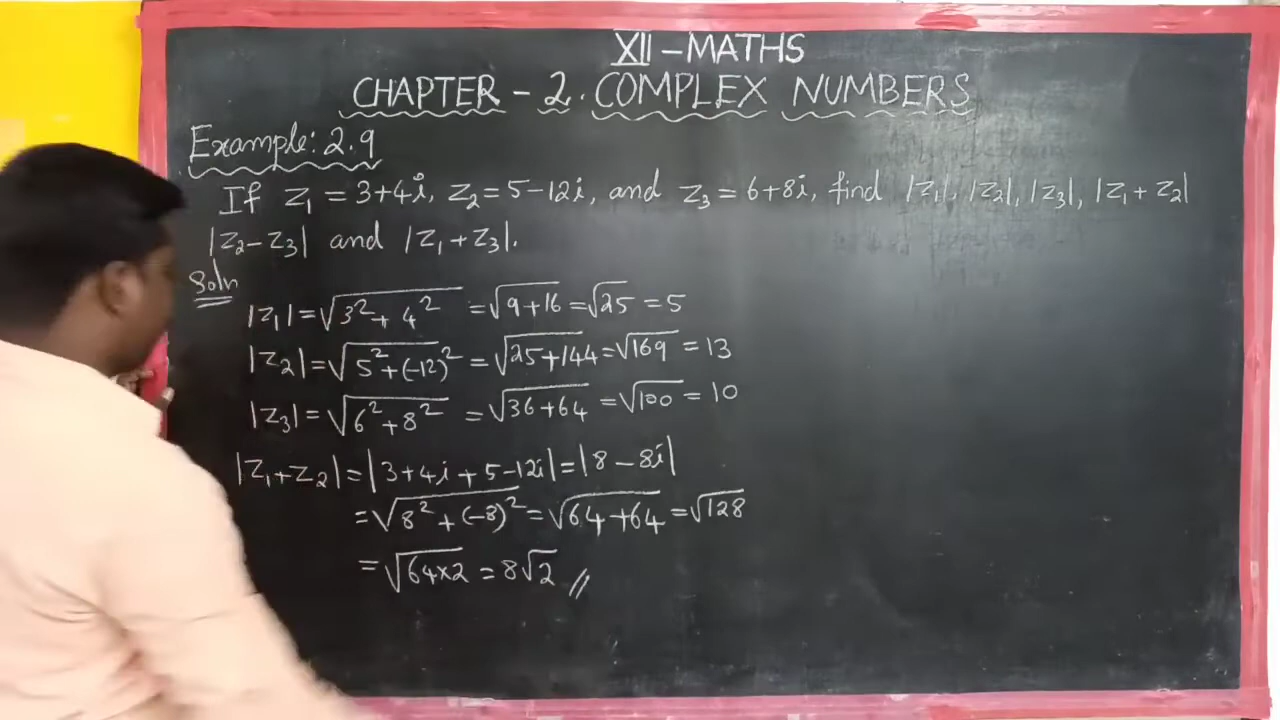 XII - MATHS
CHAPTER - 2. COMPLEX NUMBERS
Example: 2.9
If z₁ = 3+4i, z₂ = 5-12i, and z₃ = 6+8i, find |z₁|, |z₂|, |z₃|, |z₁ + z₂|
|z₂-z₃| and |z₁+z₃|.
Soln
|z₁| = √(3²+4²) = √(9+16) = √25 = 5
|z₂| = √(5²+(-12)²) = √(25+144) = √169 = 13
|z₃| = √(6²+8²) = √(36+64) = √100 = 10
|z₁+z₂| = |3+4i + 5-12i| = |8-8i|
= √(8²+(-8)²) = √(64+64) = √128
= √(64×2) = 8√2 //